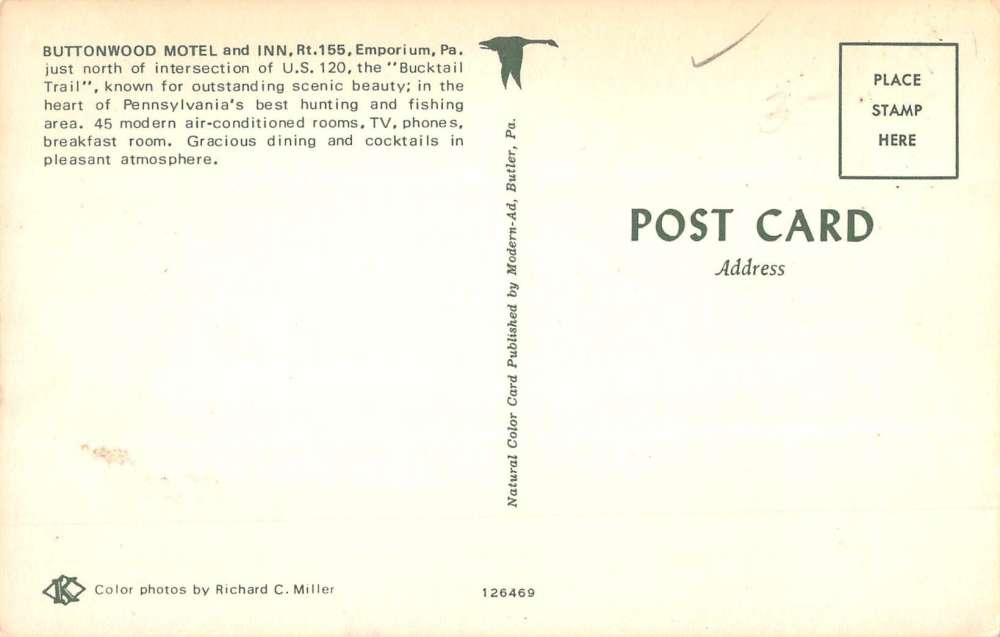 BUTTONWOOD MOTEL and INN, Rt.155, Emporium, Pa.
just north of intersection of U.S. 120, the "Bucktail
Trail", known for outstanding scenic beauty; in the
heart of Pennsylvania's best hunting and fishing
area. 45 modern air-conditioned rooms, TV, phones,
breakfast room. Gracious dining and cocktails in
pleasant atmosphere.
Natural Color Card Published by Modern-Ad, Butler, Pa.
PLACE
STAMP
HERE
POST CARD
Address
K Color photos by Richard C. Miller
126469